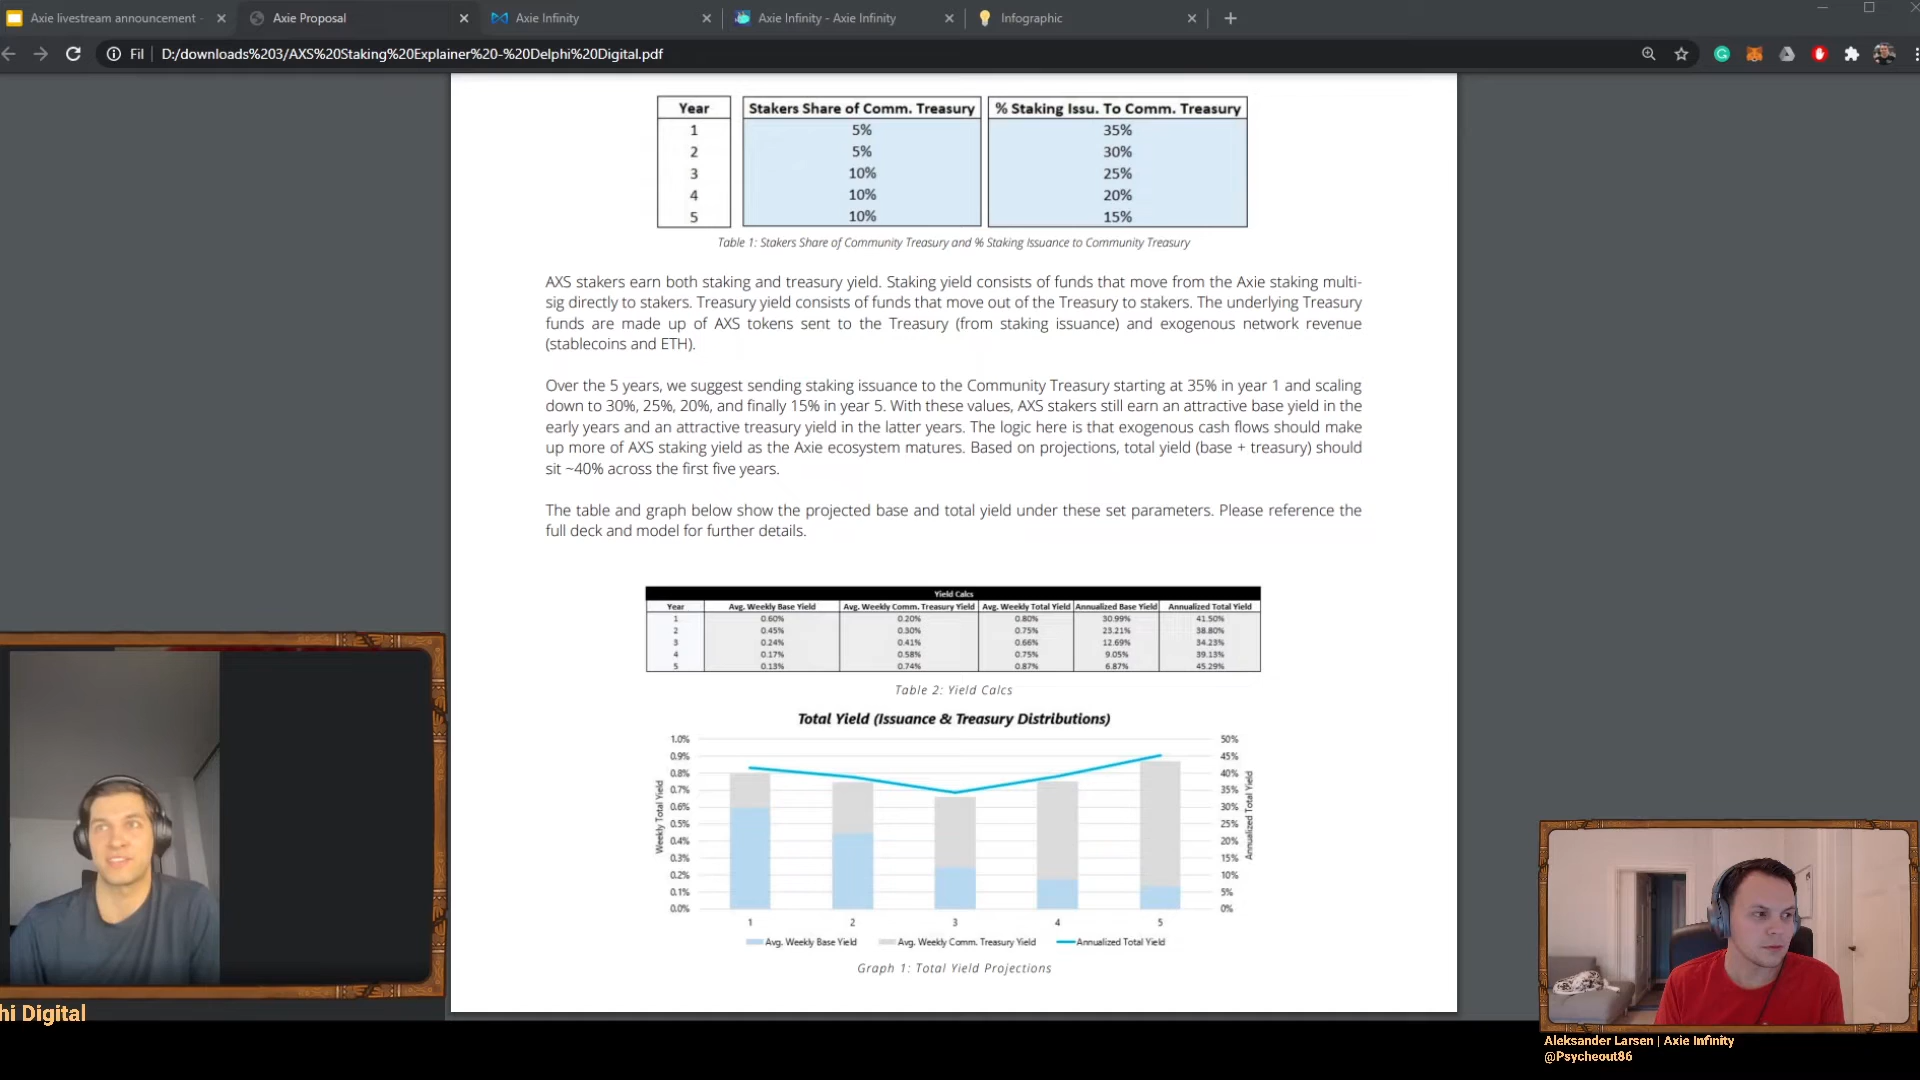 Axie livestream announcement -
Axie Proposal
Axie Infinity
Axie Infinity - Axie Infinity
Infographic
Fil
D:/downloads%203/AXS%20Staking%20Explainer%20-%20Delphi%20Digital.pdf
Year Stakers Share of Comm. Treasury % Staking Issu. To Comm. Treasury
1 5% 35%
2 5% 30%
3 10% 25%
4 10% 20%
5 10% 15%
Table 1: Stakers Share of Community Treasury and % Staking Issuance to Community Treasury
AXS stakers earn both staking and treasury yield. Staking yield consists of funds that move from the Axie staking multi-
sig directly to stakers. Treasury yield consists of funds that move out of the Treasury to stakers. The underlying Treasury
funds are made up of AXS tokens sent to the Treasury (from staking issuance) and exogenous network revenue
(stablecoins and ETH).
Over the 5 years, we suggest sending staking issuance to the Community Treasury starting at 35% in year 1 and scaling
down to 30%, 25%, 20%, and finally 15% in year 5. With these values, AXS stakers still earn an attractive base yield in the
early years and an attractive treasury yield in the latter years. The logic here is that exogenous cash flows should make
up more of AXS staking yield as the Axie ecosystem matures. Based on projections, total yield (base + treasury) should
sit ~40% across the first five years.
The table and graph below show the projected base and total yield under these set parameters. Please reference the
full deck and model for further details.
Yield Calcs
Year Avg. Weekly Base Yield Avg. Weekly Comm. Treasury Yield Avg. Weekly Total Yield Annualized Base Yield Annualized Total Yield
1 0.60% 0.20% 0.80% 30.99% 41.50%
2 0.45% 0.30% 0.75% 23.21% 38.80%
3 0.24% 0.41% 0.66% 12.69% 34.23%
4 0.17% 0.58% 0.75% 9.05% 39.13%
5 0.13% 0.74% 0.87% 6.87% 45.29%
Table 2: Yield Calcs
Total Yield (Issuance & Treasury Distributions)
1.0% 50%
0.9% 45%
0.8% 40%
0.7% 35%
0.6% 30%
0.5% 25%
0.4% 20%
0.3% 15%
0.2% 10%
0.1% 5%
0.0% 0%
Weekly Total Yield
Annualized Total Yield
1 2 3 4 5
Avg. Weekly Base Yield Avg. Weekly Comm. Treasury Yield Annualized Total Yield
Graph 1: Total Yield Projections
hi Digital
Aleksander Larsen | Axie Infinity
@Psycheout86